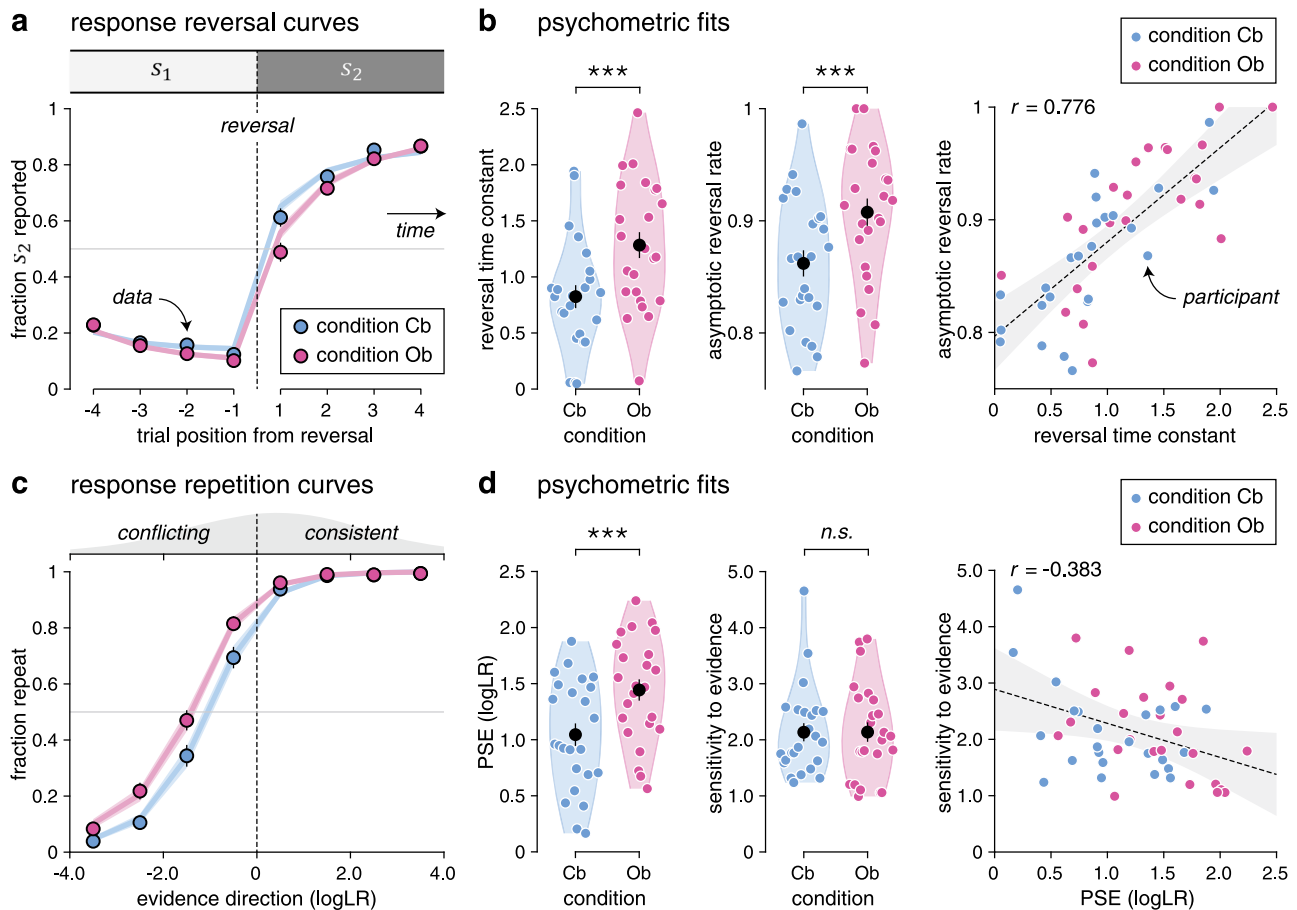 a response reversal curves
s₁ s₂
reversal
data
time
condition Cb
condition Ob
fraction s₂ reported
1
0.8
0.6
0.4
0.2
0
-4 -3 -2 -1 1 2 3 4
trial position from reversal
b psychometric fits
condition Cb
condition Ob
***
reversal time constant
2.5
2.0
1.5
1.0
0.5
0
Cb Ob
condition
***
asymptotic reversal rate
1
0.9
0.8
Cb Ob
condition
r = 0.776
participant
asymptotic reversal rate
1
0.9
0.8
0 0.5 1.0 1.5 2.0 2.5
reversal time constant
c response repetition curves
conflicting consistent
fraction repeat
1
0.8
0.6
0.4
0.2
0
-4.0 -2.0 0 2.0 4.0
evidence direction (logLR)
d psychometric fits
condition Cb
condition Ob
***
PSE (logLR)
2.5
2.0
1.5
1.0
0.5
0
Cb Ob
condition
n.s.
sensitivity to evidence
5.0
4.0
3.0
2.0
1.0
0
Cb Ob
condition
r = -0.383
sensitivity to evidence
5.0
4.0
3.0
2.0
1.0
0
0 0.5 1.0 1.5 2.0 2.5
PSE (logLR)